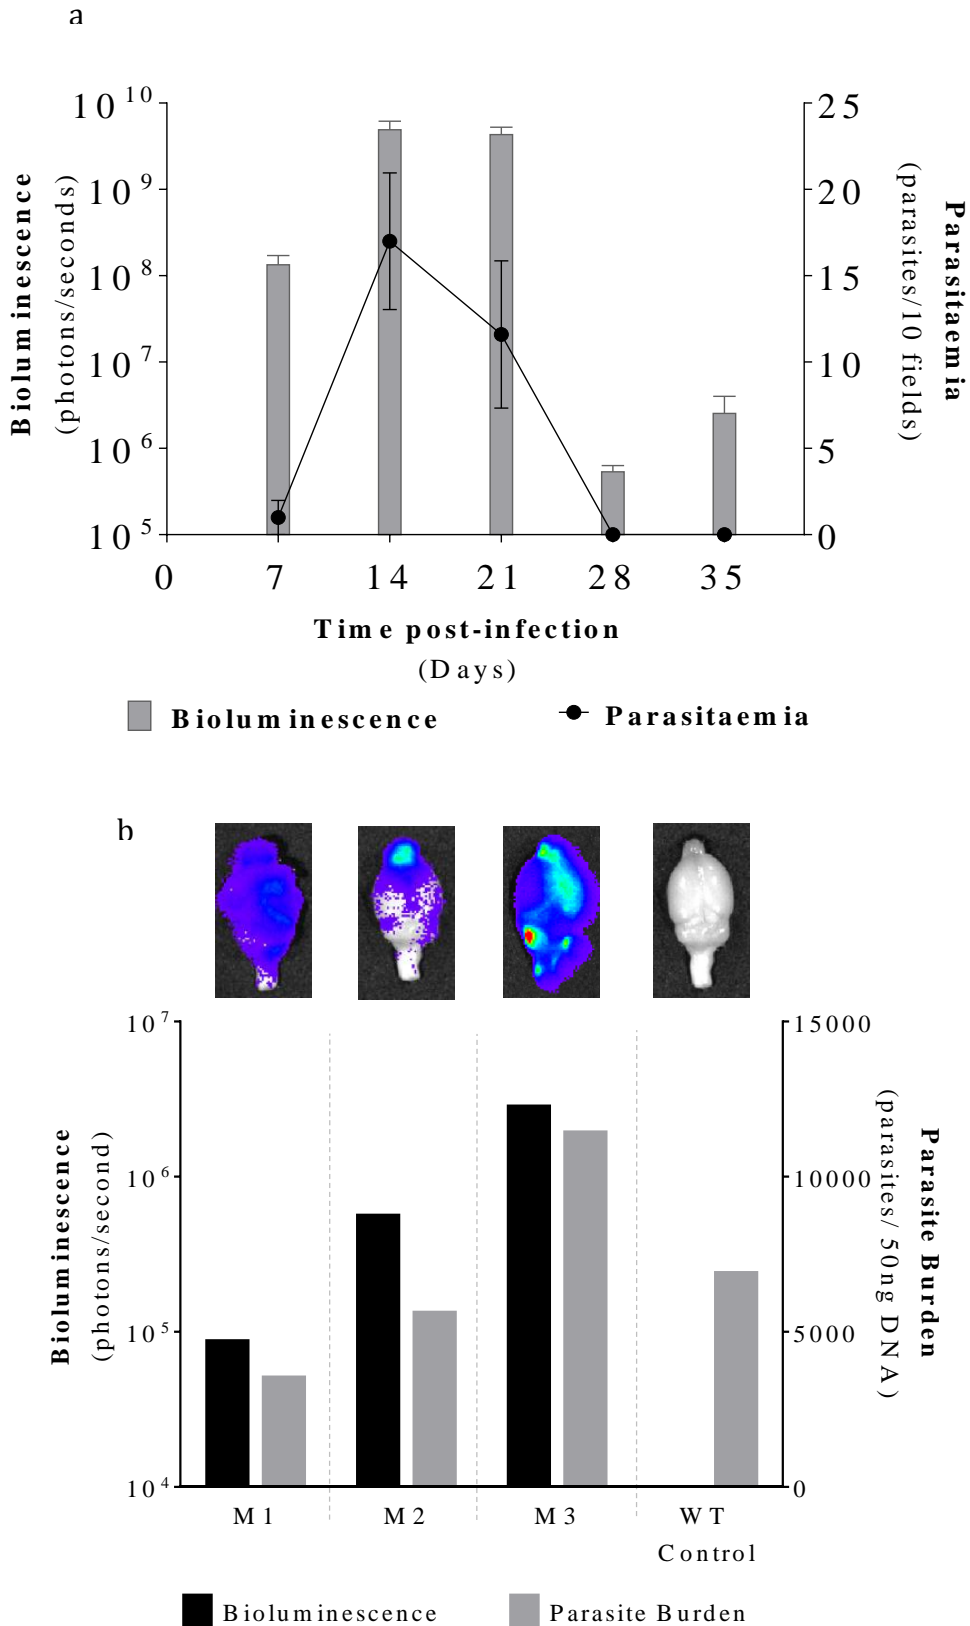 a
10^10
10^9
10^8
10^7
10^6
10^5
Bioluminescence
(photons/seconds)
25
20
15
10
5
0
Parasitaemia
(parasites/10 fields)
0 7 14 21 28 35
Time post-infection
(Days)
Bioluminescence Parasitaemia
b
10^7
10^6
10^5
10^4
Bioluminescence
(photons/second)
15000
10000
5000
0
Parasite Burden
(parasites/ 50ng DNA)
M1 M2 M3 WT
Control
Bioluminescence Parasite Burden